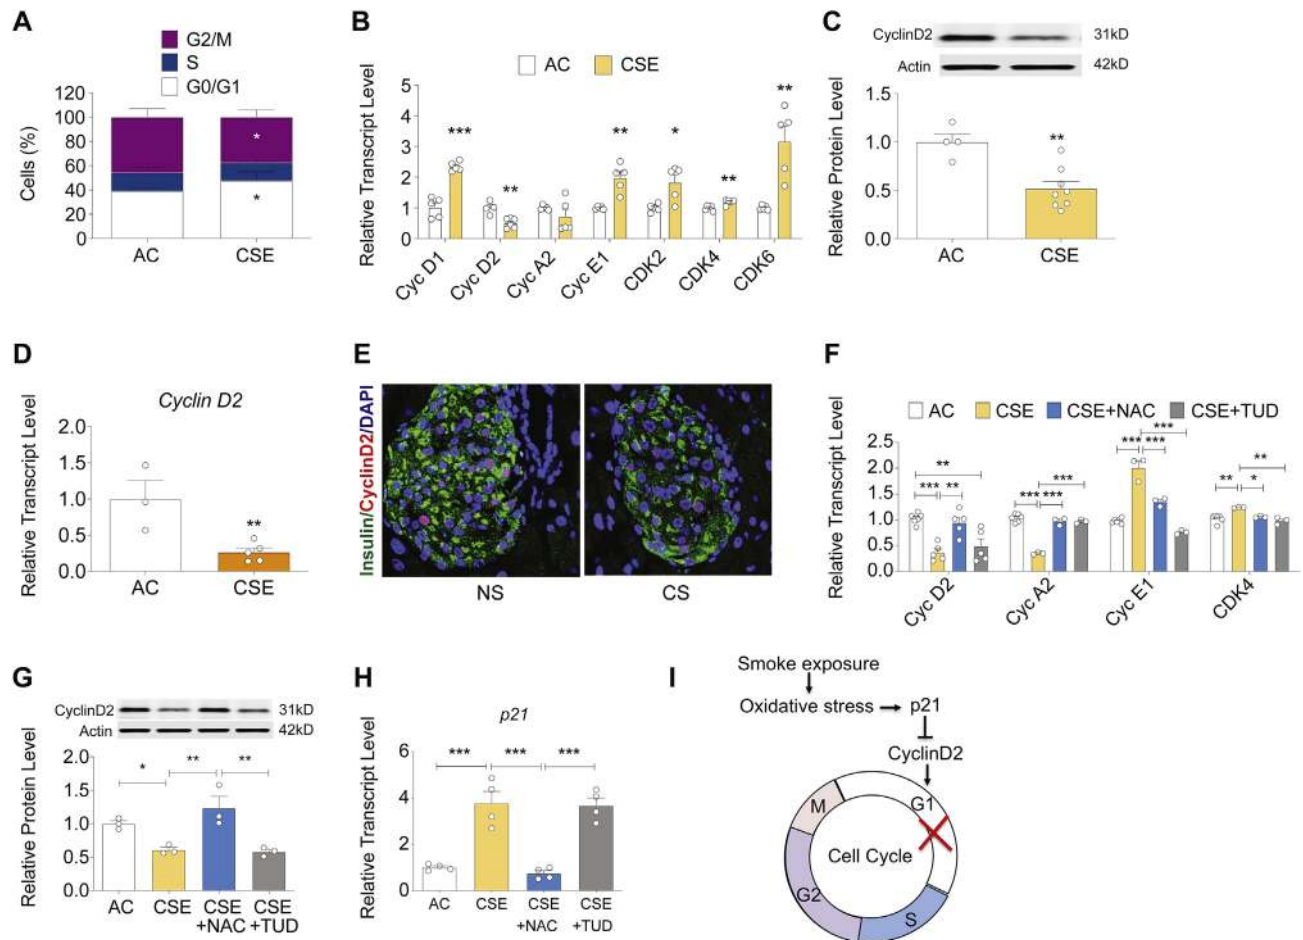 A
G2/M
S
G0/G1
Cells (%)
120
100
80
60
40
20
0
*
*
AC
CSE
B
AC
CSE
Relative Transcript Level
5
4
3
2
1
0
***
**
**
*
**
**
Cyc D1
Cyc D2
Cyc A2
Cyc E1
CDK2
CDK4
CDK6
C
CyclinD2
31kD
Actin
42kD
Relative Protein Level
1.5
1.0
0.5
0.0
**
AC
CSE
D
Cyclin D2
Relative Transcript Level
2.0
1.5
1.0
0.5
0.0
**
AC
CSE
E
Insulin/CyclinD2/DAPI
NS
CS
F
AC
CSE
CSE+NAC
CSE+TUD
Relative Transcript Level
2.5
2.0
1.5
1.0
0.5
0.0
**
*** **
***
*** ***
***
*** ***
**
** *
Cyc D2
Cyc A2
Cyc E1
CDK4
G
CyclinD2
31kD
Actin
42kD
Relative Protein Level
2.0
1.5
1.0
0.5
0.0
*
**
**
AC
CSE
CSE
+NAC
CSE
+TUD
H
p21
Relative Transcript Level
6
4
2
0
***
***
***
AC
CSE
CSE
+NAC
CSE
+TUD
I
Smoke exposure
Oxidative stress
p21
CyclinD2
G1
M
Cell Cycle
G2
S